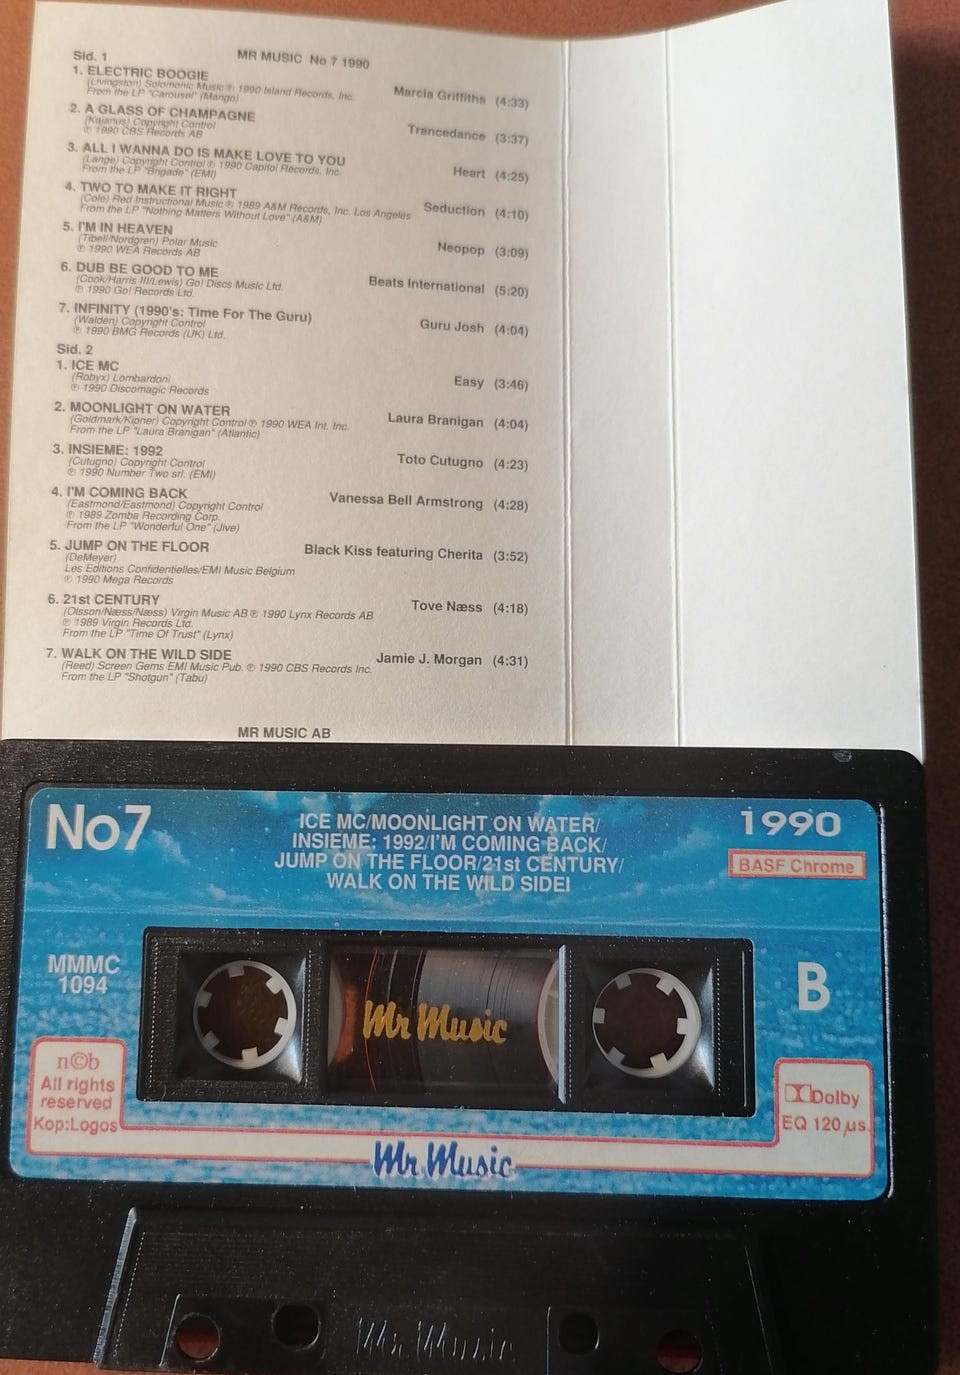 Sid. 1
MR MUSIC No 7 1990
1. ELECTRIC BOOGIE
(Livingston) Solomonic Music ℗ 1990 Island Records, Inc.
From the LP "Carousel" (Mango)
Marcia Griffiths (4:33)
2. A GLASS OF CHAMPAGNE
(Kajanus) Copyright Control
℗ 1990 CBS Records AB
Trancedance (3:37)
3. ALL I WANNA DO IS MAKE LOVE TO YOU
(Lange) Copyright Control ℗ 1990 Capitol Records, Inc.
From the LP "Brigade" (EMI)
Heart (4:25)
4. TWO TO MAKE IT RIGHT
(Cole) Red Instructional Music ℗ 1989 A&M Records, Inc. Los Angeles
From the LP "Nothing Matters Without Love" (A&M)
Seduction (4:10)
5. I'M IN HEAVEN
(Tibell/Nordgren) Polar Music
℗ 1990 WEA Records AB
Neopop (3:09)
6. DUB BE GOOD TO ME
(Cook/Harris III/Lewis) Go! Discs Music Ltd.
℗ 1990 Go! Records Ltd.
Beats International (5:20)
7. INFINITY (1990's: Time For The Guru)
(Walden) Copyright Control
℗ 1990 BMG Records (UK) Ltd.
Guru Josh (4:04)
Sid. 2
1. ICE MC
(Robyx) Lombardoni
℗ 1990 Discomagic Records
Easy (3:46)
2. MOONLIGHT ON WATER
(Goldmark/Kipner) Copyright Control ℗ 1990 WEA Int. Inc.
From the LP "Laura Branigan" (Atlantic)
Laura Branigan (4:04)
3. INSIEME: 1992
(Cutugno) Copyright Control
℗ 1990 Number Two srl. (EMI)
Toto Cutugno (4:23)
4. I'M COMING BACK
(Eastmond/Eastmond) Copyright Control
℗ 1989 Zomba Recording Corp.
From the LP "Wonderful One" (Jive)
Vanessa Bell Armstrong (4:28)
5. JUMP ON THE FLOOR
(DeMeyer)
Les Editions Confidentielles/EMI Music Belgium
℗ 1990 Mega Records
Black Kiss featuring Cherita (3:52)
6. 21st CENTURY
(Olsson/Næss/Næss) Virgin Music AB ℗ 1990 Lynx Records AB
℗ 1989 Virgin Records Ltd.
From the LP "Time Of Trust" (Lynx)
Tove Næss (4:18)
7. WALK ON THE WILD SIDE
(Reed) Screen Gems EMI Music Pub. ℗ 1990 CBS Records Inc.
From the LP "Shotgun" (Tabu)
Jamie J. Morgan (4:31)
MR MUSIC AB
No7
ICE MC/MOONLIGHT ON WATER/
INSIEME: 1992/I'M COMING BACK/
JUMP ON THE FLOOR/21st CENTURY/
WALK ON THE WILD SIDEI
1990
BASF Chrome
MMMC
1094
B
Mr Music
n©b
All rights
reserved
Kop:Logos
Dolby
EQ 120 µs
Mr Music
Mr Music